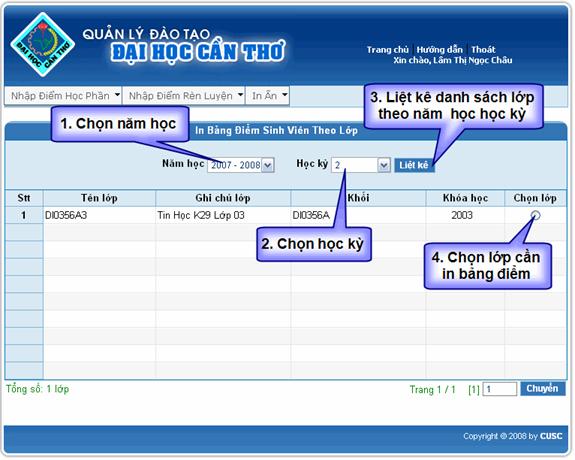 QUẢN LÝ ĐÀO TẠO
ĐẠI HỌC CẦN THƠ
ĐẠI HỌC CẦN THƠ
Trang chủ | Hướng dẫn | Thoát
Xin chào, Lâm Thị Ngọc Châu
Nhập Điểm Học Phần Nhập Điểm Rèn Luyện In Ấn
1. Chọn năm học
3. Liệt kê danh sách lớp
theo năm học học kỳ
In Bảng Điểm Sinh Viên Theo Lớp
Năm học 2007 - 2008 Học kỳ 2 Liệt kê
Stt Tên lớp Ghi chú lớp Khối Khóa học Chọn lớp
1 DI0356A3 Tin Học K29 Lớp 03 DI0356A 2003
2. Chọn học kỳ
4. Chọn lớp cần
in bảng điểm
Tổng số: 1 lớp Trang 1 / 1 [1] 1 Chuyển
Copyright © 2008 by CUSC